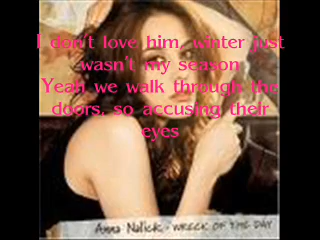 I don't love him, winter just
wasn't my season
Yeah we walk through the
doors, so accusing their
eyes
Anna Nalick - WRECK OF THE DAY